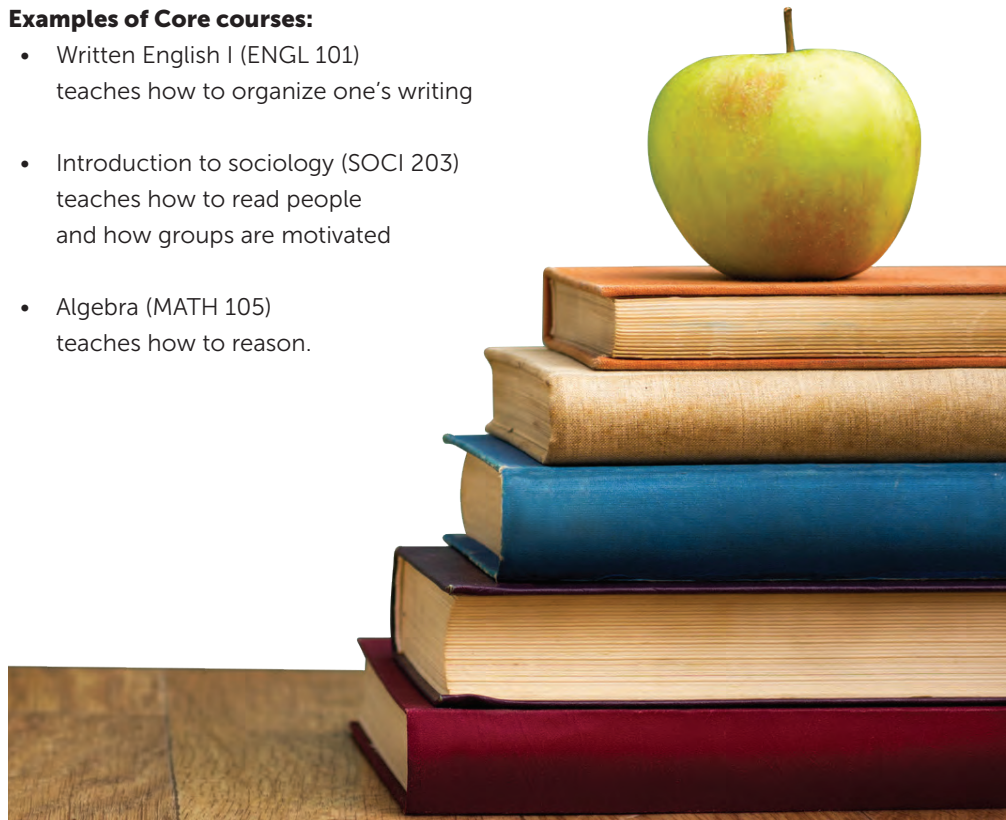 Examples of Core courses:
• Written English I (ENGL 101)
teaches how to organize one’s writing
• Introduction to sociology (SOCI 203)
teaches how to read people
and how groups are motivated
• Algebra (MATH 105)
teaches how to reason.